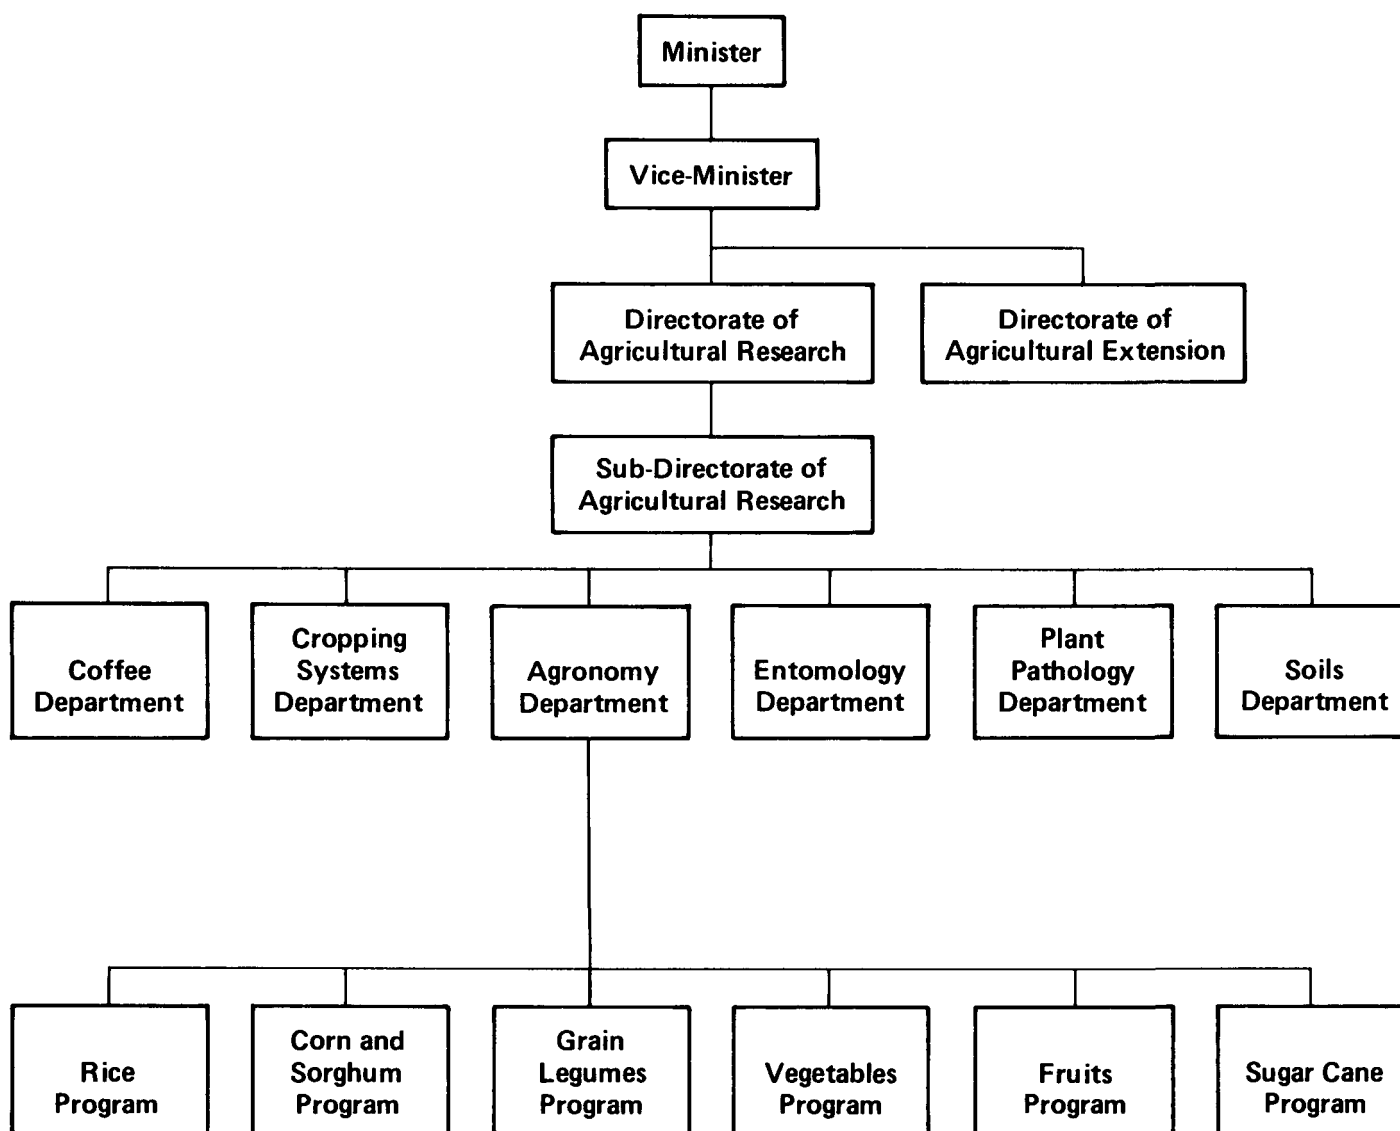 Minister
Vice-Minister
Directorate of
Agricultural Research
Directorate of
Agricultural Extension
Sub-Directorate of
Agricultural Research
Coffee
Department
Cropping
Systems
Department
Agronomy
Department
Entomology
Department
Plant
Pathology
Department
Soils
Department
Rice
Program
Corn and
Sorghum
Program
Grain
Legumes
Program
Vegetables
Program
Fruits
Program
Sugar Cane
Program